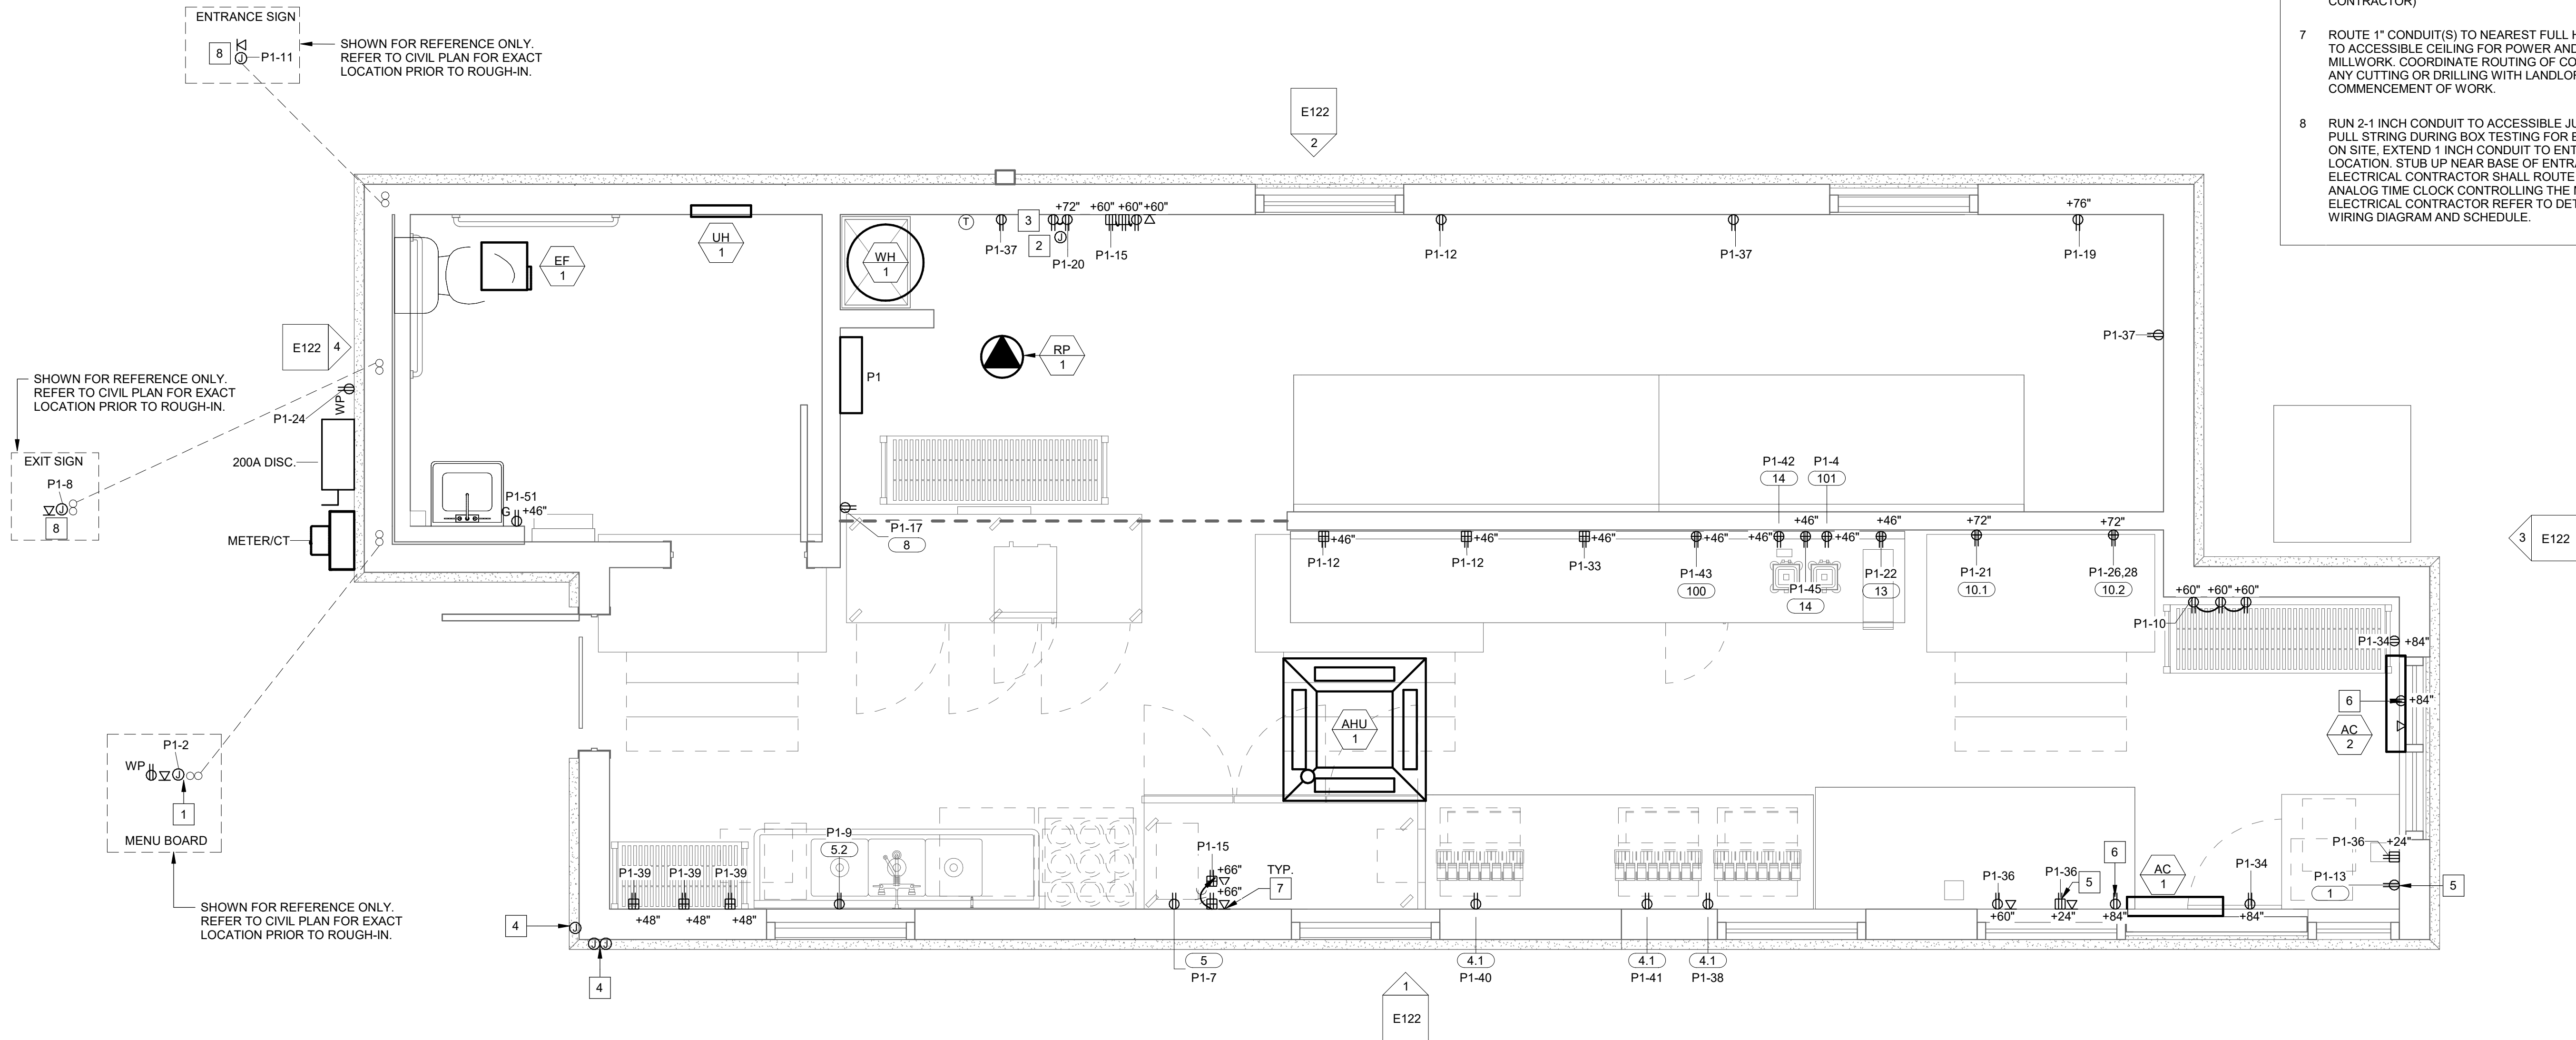 ENTRANCE SIGN
8
J
P1-11
SHOWN FOR REFERENCE ONLY.
REFER TO CIVIL PLAN FOR EXACT
LOCATION PRIOR TO ROUGH-IN.
CONTRACTOR)
7 ROUTE 1" CONDUIT(S) TO NEAREST FULL H
TO ACCESSIBLE CEILING FOR POWER AND
MILLWORK. COORDINATE ROUTING OF CO
ANY CUTTING OR DRILLING WITH LANDLOR
COMMENCEMENT OF WORK.
8 RUN 2-1 INCH CONDUIT TO ACCESSIBLE JU
PULL STRING DURING BOX TESTING FOR E
ON SITE, EXTEND 1 INCH CONDUIT TO ENT
LOCATION. STUB UP NEAR BASE OF ENTRA
ELECTRICAL CONTRACTOR SHALL ROUTE
ANALOG TIME CLOCK CONTROLLING THE M
ELECTRICAL CONTRACTOR REFER TO DET
WIRING DIAGRAM AND SCHEDULE.
E122
2
UH
1
EF
1
WH
1
T
P1-37
3
2
+72"
J
P1-20
+60" +60" +60"
P1-15
P1-12
P1-37
+76"
P1-19
P1-37
E122 4
SHOWN FOR REFERENCE ONLY.
REFER TO CIVIL PLAN FOR EXACT
LOCATION PRIOR TO ROUGH-IN.
WP
P1-24
P1
RP
1
200A DISC.
METER/CT
EXIT SIGN
P1-8
J
8
P1-51
G +46"
P1-17
8
P1-42
14
P1-4
101
+46"
P1-12
+46"
P1-12
+46"
P1-33
+46"
P1-43
100
+46"
+46"
+46"
P1-45
14
+46"
P1-22
13
+72"
P1-21
10.1
+72"
P1-26,28
10.2
3 E122
+60" +60" +60"
P1-10
P1-34 +84"
6
+84"
AC
2
AHU
1
P1-2
WP
J
1
MENU BOARD
SHOWN FOR REFERENCE ONLY.
REFER TO CIVIL PLAN FOR EXACT
LOCATION PRIOR TO ROUGH-IN.
P1-39 P1-39 P1-39
+48" +48" +48"
P1-9
5.2
P1-15
+66"
+66"
TYP.
7
4
J
J J
4
5
P1-7
4.1
P1-40
4.1
P1-41
4.1
P1-38
P1-36
+60"
P1-36
5
+24"
6
+84"
AC
1
P1-34
+84"
P1-36 +24"
P1-13
1
5
1
E122